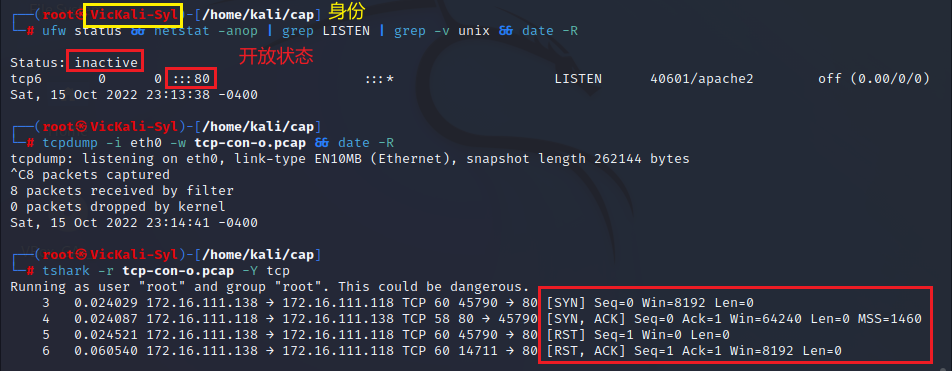 ┌──(root㉿VicKali-Syl)-[/home/kali/cap] 身份
└─# ufw status && netstat -anop | grep LISTEN | grep -v unix && date -R
开放状态
Status: inactive
tcp6 0 0 :::80 :::* LISTEN 40601/apache2 off (0.00/0/0)
Sat, 15 Oct 2022 23:13:38 -0400
┌──(root㉿VicKali-Syl)-[/home/kali/cap]
└─# tcpdump -i eth0 -w tcp-con-o.pcap && date -R
tcpdump: listening on eth0, link-type EN10MB (Ethernet), snapshot length 262144 bytes
^C8 packets captured
8 packets received by filter
0 packets dropped by kernel
Sat, 15 Oct 2022 23:14:41 -0400
┌──(root㉿VicKali-Syl)-[/home/kali/cap]
└─# tshark -r tcp-con-o.pcap -Y tcp
Running as user "root" and group "root". This could be dangerous.
3 0.024029 172.16.111.138 → 172.16.111.118 TCP 60 45790 → 80 [SYN] Seq=0 Win=8192 Len=0
4 0.024087 172.16.111.118 → 172.16.111.138 TCP 58 80 → 45790 [SYN, ACK] Seq=0 Ack=1 Win=64240 Len=0 MSS=1460
5 0.024521 172.16.111.138 → 172.16.111.118 TCP 60 45790 → 80 [RST] Seq=1 Win=0 Len=0
6 0.060540 172.16.111.138 → 172.16.111.118 TCP 60 14711 → 80 [RST, ACK] Seq=1 Ack=1 Win=8192 Len=0